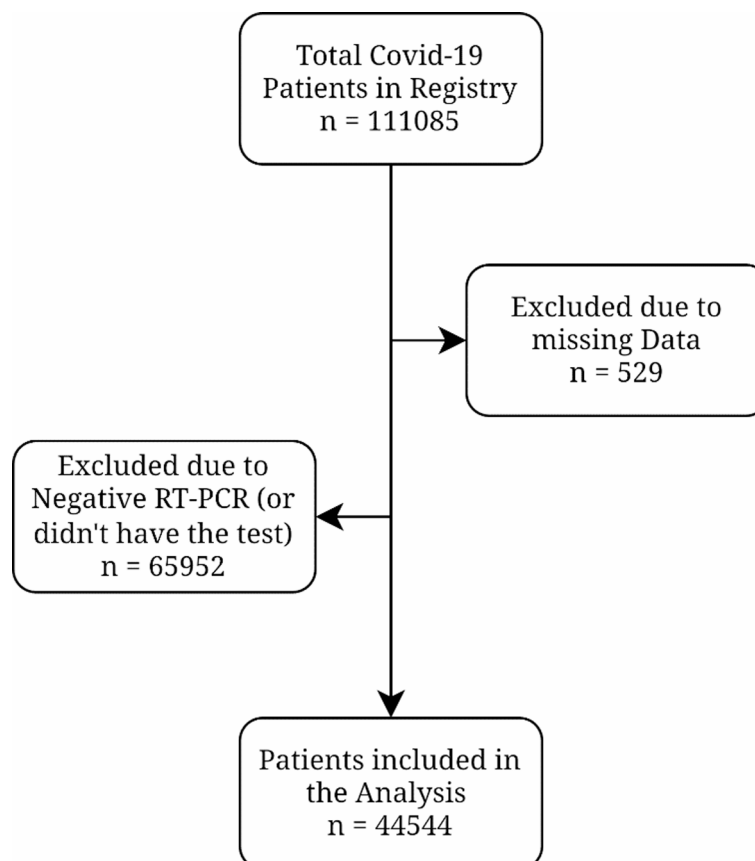 Total Covid-19
Patients in Registry
n = 111085
Excluded due to
missing Data
n = 529
Excluded due to
Negative RT-PCR (or
didn't have the test)
n = 65952
Patients included in
the Analysis
n = 44544